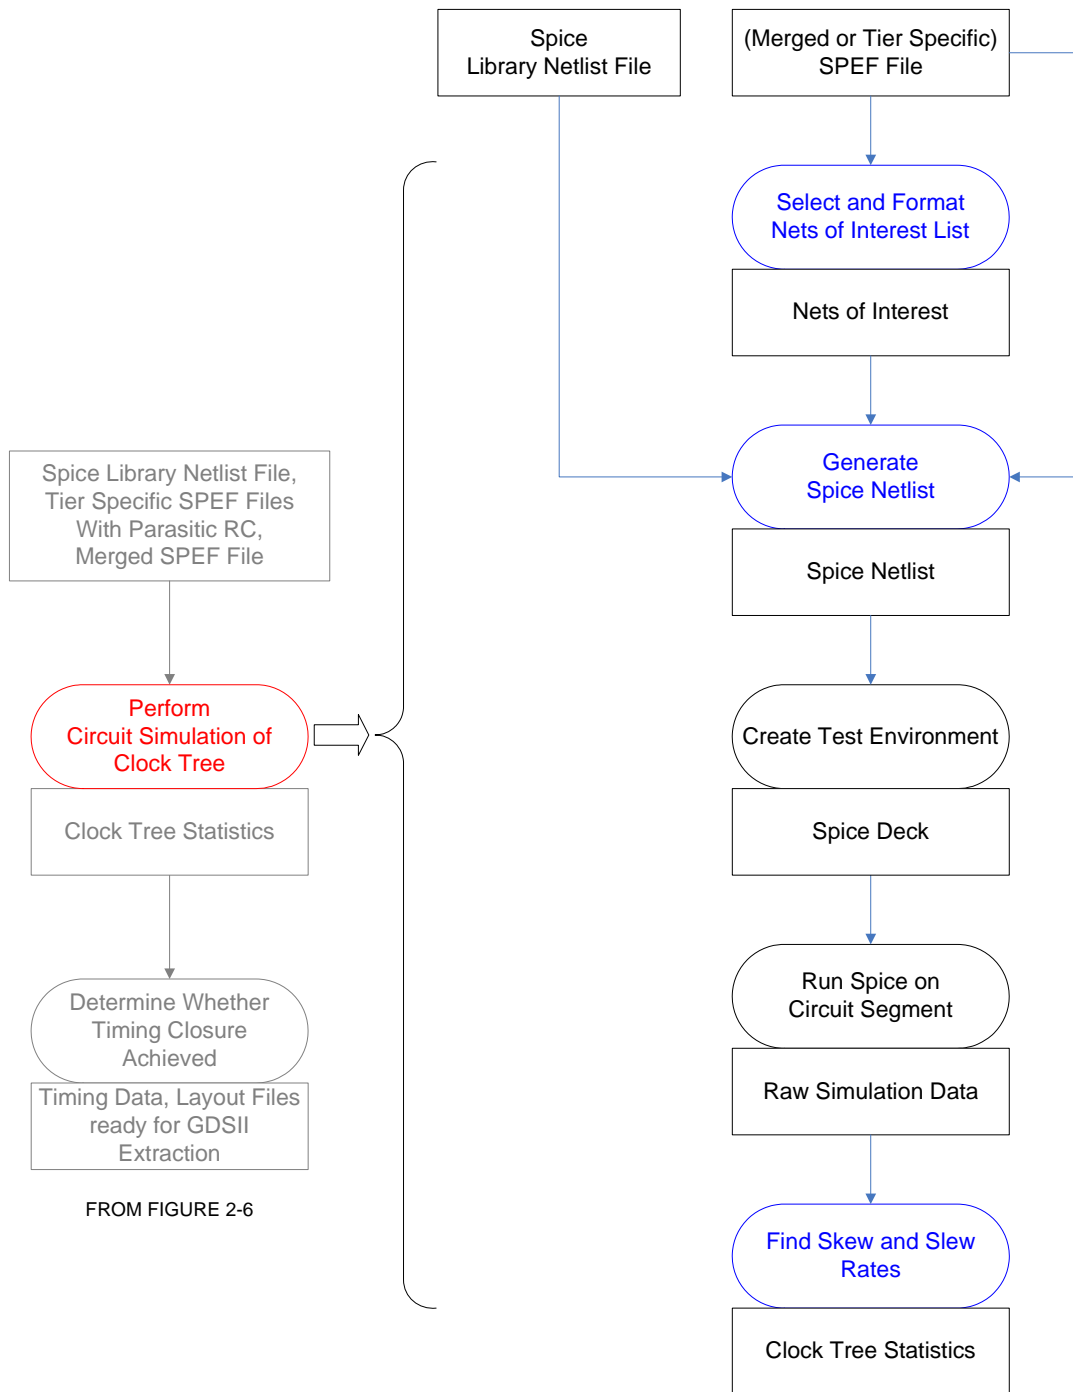 Spice
Library Netlist File
(Merged or Tier Specific)
SPEF File
Select and Format
Nets of Interest List
Nets of Interest
Generate
Spice Netlist
Spice Netlist
Create Test Environment
Spice Deck
Run Spice on
Circuit Segment
Raw Simulation Data
Find Skew and Slew
Rates
Clock Tree Statistics
Spice Library Netlist File,
Tier Specific SPEF Files
With Parasitic RC,
Merged SPEF File
Perform
Circuit Simulation of
Clock Tree
Clock Tree Statistics
Determine Whether
Timing Closure
Achieved
Timing Data, Layout Files
ready for GDSII
Extraction
FROM FIGURE 2-6